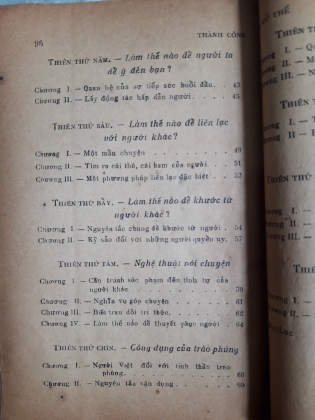 96 THÀNH CÔNG
THIÊN THỨ NĂM. — Làm thế nào để người ta
để ý đến bạn?
Chương I. — Quan hệ của sự tiếp xúc buổi đầu. . 43
Chương II. — Lấy động tác hấp dẫn người. . . . 45
THIÊN THỨ SÁU. — Làm thế nào để liên lạc
với người khác?
Chương I. — Một mẩu chuyện . . . 49
Chương II. — Tìm ra cái thú, cái ham của người . . 51
Chương III. — Một phương pháp liên lạc đặc biệt . . 52
THIÊN THỨ BẨY. — Làm thế nào để khước từ
người khác?
Chương I — Nguyên tắc chung để khước từ người . 54
Chương II. — Kỹ xảo đối với những người quyền uy. 57
THIÊN THỨ TÁM. — Nghệ thuật nói chuyện
Chương I — Cần tránh xúc phạm đến tình tự của
người khác . . . 59
Chương II. — Nghĩa vụ góp chuyện . . . 61
Chương III. — Biết trau dồi tri thức. . . 62
Chương IV. — Làm thế nào để thuyết phục người 64
THIÊN THỨ CHÍN. — Công dụng của trào phúng
Chương I. — Người Việt đối với tinh thần trào
phúng. . . . 66
Chương II. — Nguyên tắc vận dụng . . . 69